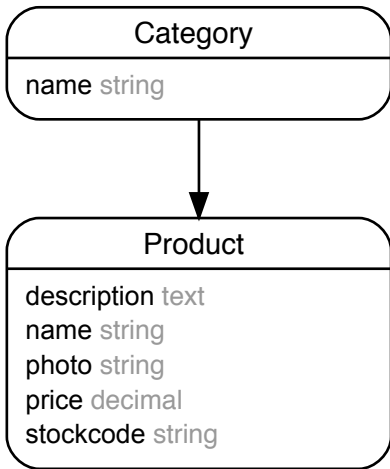 Category
name string
Product
description text
name string
photo string
price decimal
stockcode string